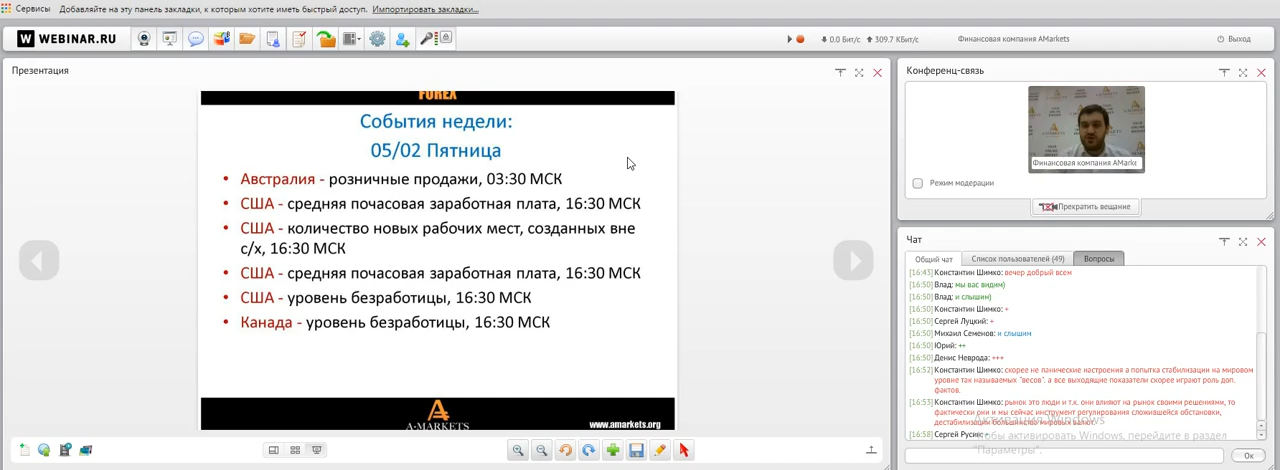 Сервисы Добавляйте на эту панель закладки, к которым хотите иметь быстрый доступ. Импортировать закладки...
W WEBINAR.RU
0.0 Бит/с 309.7 КБит/с
Финансовая компания AMarkets
Выход
Презентация
FOREX
События недели:
05/02 Пятница
• Австралия - розничные продажи, 03:30 МСК
• США - средняя почасовая заработная плата, 16:30 МСК
• США - количество новых рабочих мест, созданных вне
с/х, 16:30 МСК
• США - средняя почасовая заработная плата, 16:30 МСК
• США - уровень безработицы, 16:30 МСК
• Канада - уровень безработицы, 16:30 МСК
A-MARKETS
www.amarkets.org
Конференц-связь
Финансовая компания AMarke
Режим модерации
Прекратить вещание
Чат
Общий чат Список пользователей (49) Вопросы
[16:43] Константин Шимко: вечер добрый всем
[16:50] Влад: мы вас видим)
[16:50] Влад: и слышим)
[16:50] Константин Шимко: +
[16:50] Сергей Луцкий: +
[16:50] Михаил Семенов: и слышим
[16:50] Юрий: ++
[16:50] Денис Неврода: +++
[16:52] Константин Шимко: скорее не панические настроения а попытка стабилизации на мировом
уровне так называемых "весов". а все выходящие показатели скорее играют роль доп.
фактов.
[16:53] Константин Шимко: рынок это люди и т.к. они влияют на рынок своими решениями, то
фактически они и мы сейчас инструмент регулирования сложившейся обстановки,
дестабилизации большинства мировых валют.
[16:58] Сергей Русин: +
Активация Windows
Чтобы активировать Windows, перейдите в раздел
"Параметры".
Ок